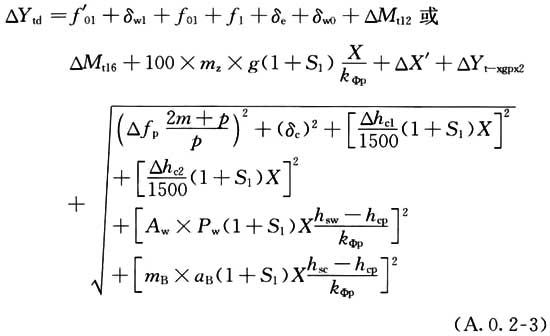 ΔY_td = f′_01 + δ_w1 + f_01 + f_1 + δ_e + δ_w0 + ΔM_t12 或
ΔM_t16 + 100 × m_z × g(1 + S_1) X/k_Φp + ΔX′ + ΔY_t−xgpx2
+ √( (Δf_p (2m + p)/p)² + (δ_c)² + [Δh_c1/1500 (1 + S_1)X]²
+ [Δh_c2/1500 (1 + S_1)X]²
+ [A_w × P_w(1 + S_1)X (h_sw − h_cp)/k_Φp]²
+ [m_B × a_B(1 + S_1)X (h_sc − h_cp)/k_Φp]² )
(A.0.2-3)